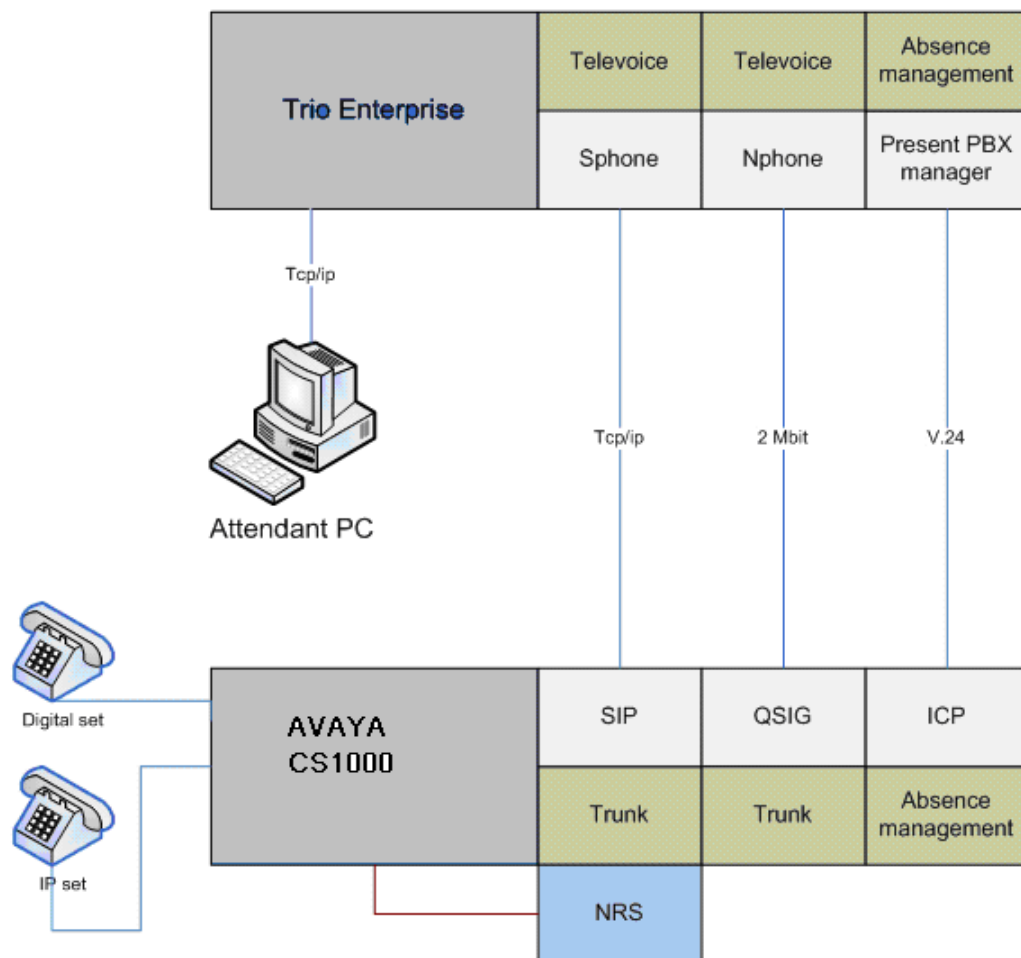 Trio Enterprise
Televoice
Televoice
Absence
management
Sphone
Nphone
Present PBX
manager
Tcp/ip
Attendant PC
Tcp/ip
2 Mbit
V.24
Digital set
IP set
AVAYA
CS1000
SIP
QSIG
ICP
Trunk
Trunk
Absence
management
NRS